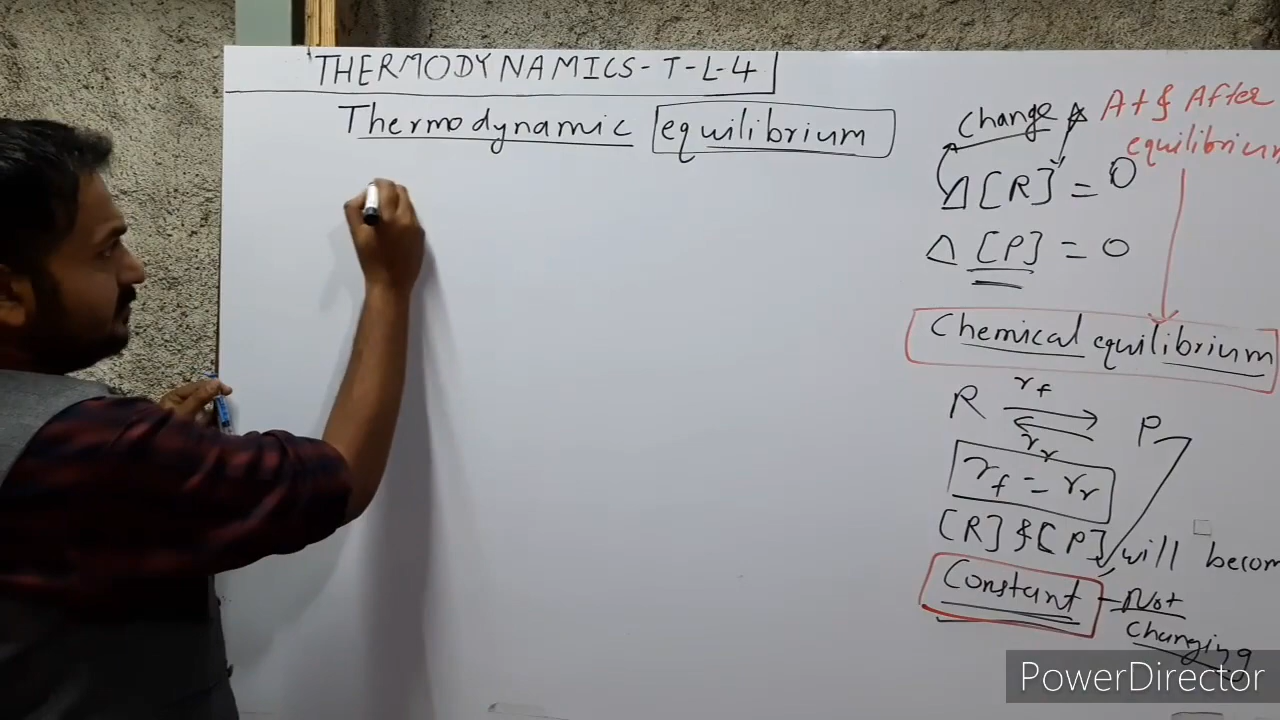 THERMODYNAMICS-T-L-4
Thermodynamic equilibrium
Change
At & After
equilibrium
Δ[R] = 0
Δ [P] = 0
Chemical equilibrium
R ⇌ P
rf
rr
rf = rr
[R] & [P] will becom
Constant - Not
Changing
PowerDirector